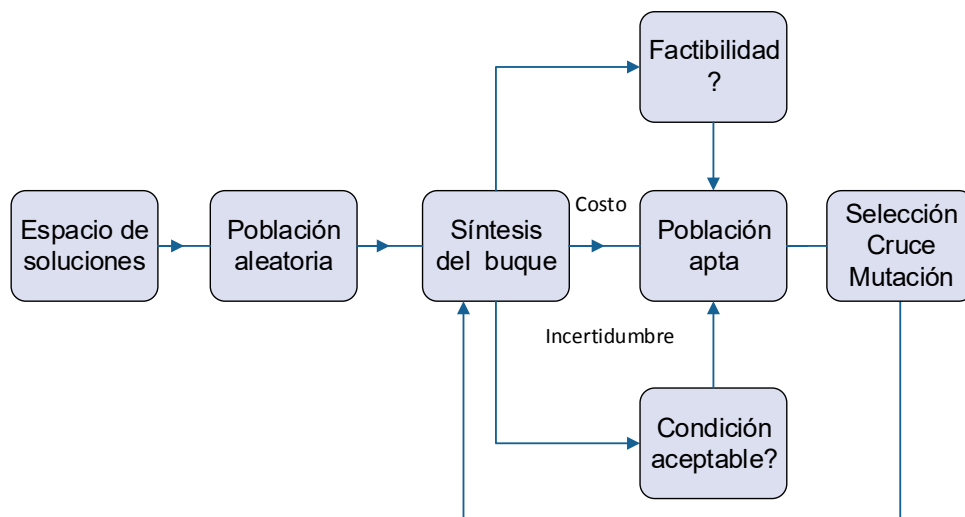 Factibilidad
?
Espacio de
soluciones
Población
aleatoria
Síntesis
del buque
Costo
Población
apta
Selección
Cruce
Mutación
Incertidumbre
Condición
aceptable?